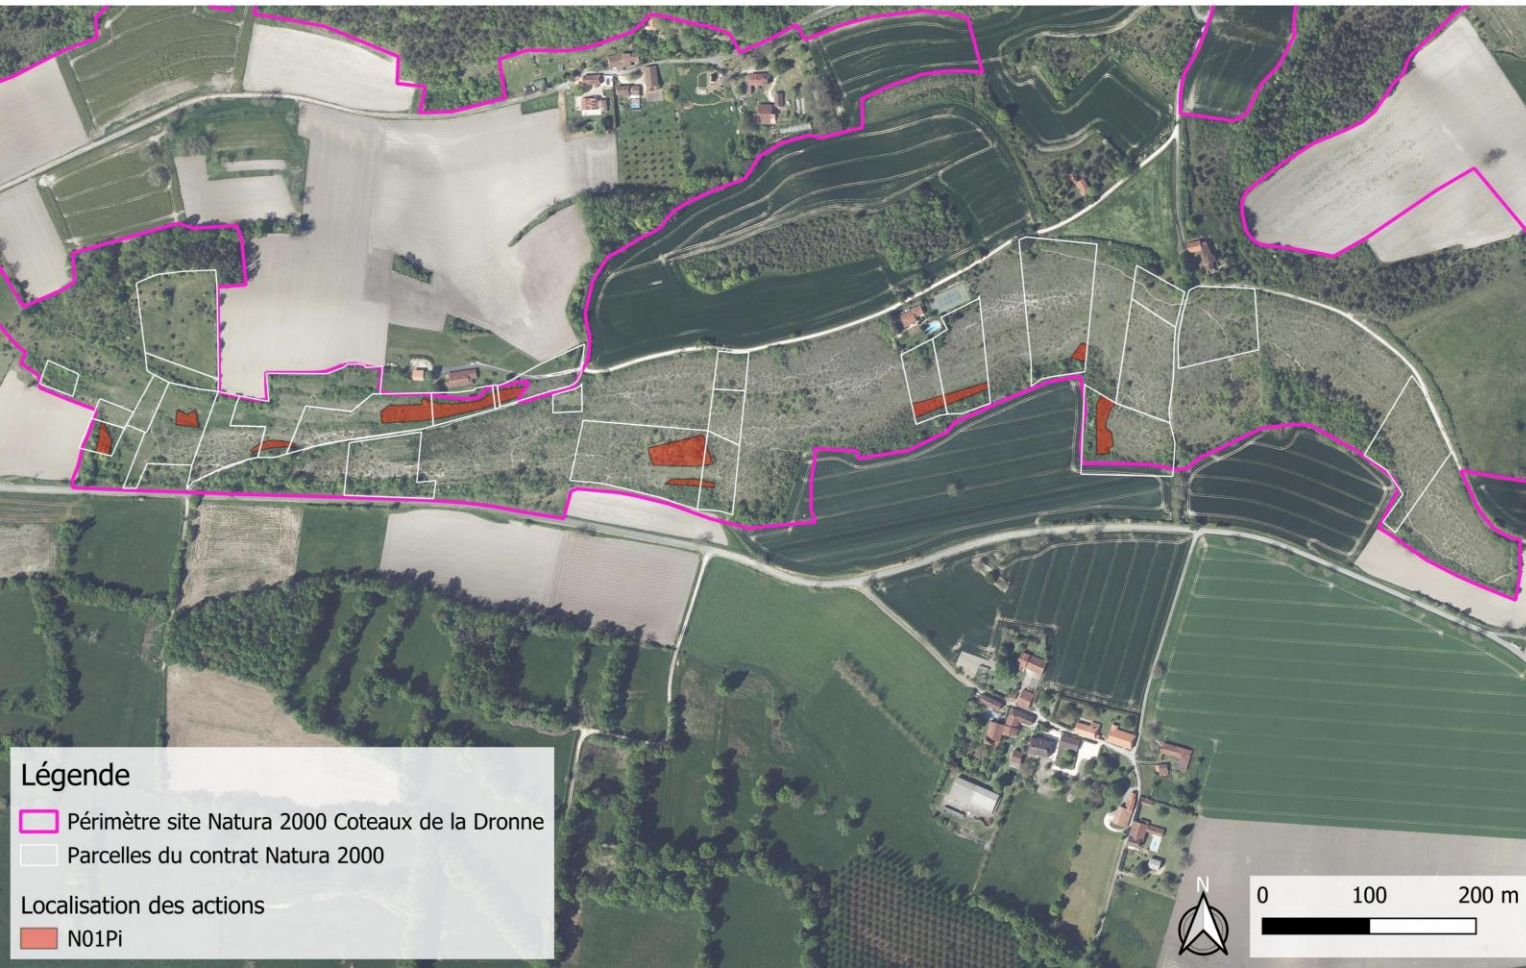 Légende
Périmètre site Natura 2000 Coteaux de la Dronne
Parcelles du contrat Natura 2000
Localisation des actions
N01Pi
N
0 100 200 m